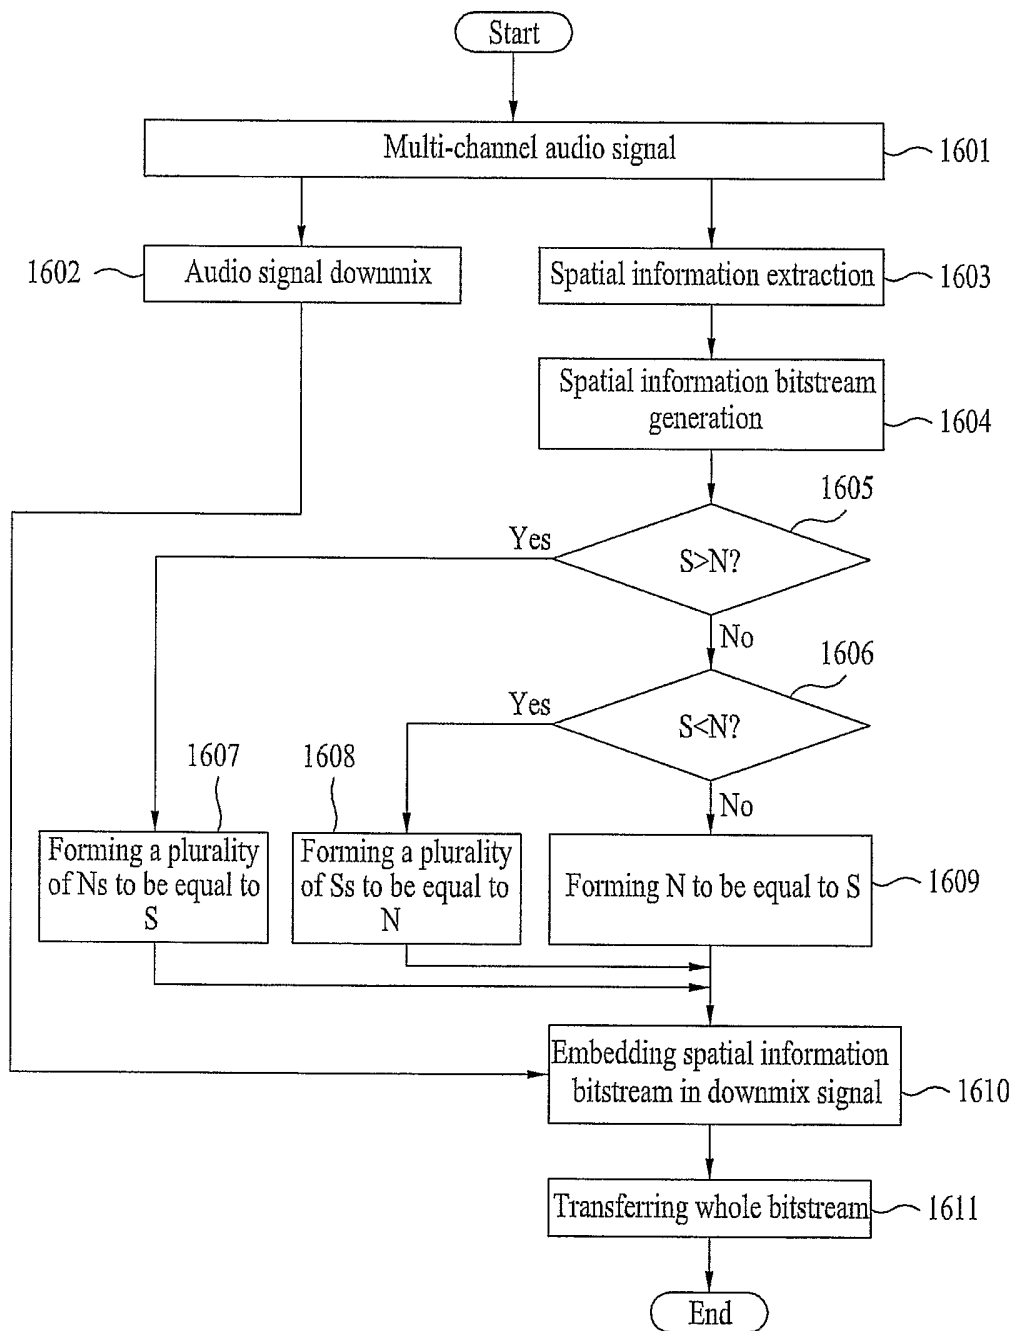 Start
Multi-channel audio signal
1601
1602
Audio signal downmix
Spatial information extraction
1603
Spatial information bitstream
generation
1604
1605
Yes
S>N?
No
1606
Yes
S<N?
No
1607
1608
Forming a plurality
of Ns to be equal to
S
Forming a plurality
of Ss to be equal to
N
Forming N to be equal to S
1609
Embedding spatial information
bitstream in downmix signal
1610
Transferring whole bitstream
1611
End